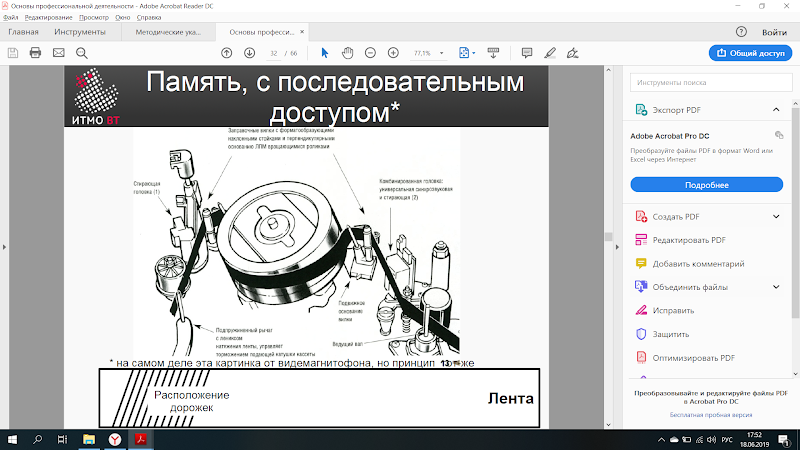 Основы профессиональной деятельности - Adobe Acrobat Reader DC
Файл Редактирование Просмотр Окно Справка
Главная Инструменты Методические ука... Основы професси... ×
Войти
32 / 66 77,1%
Общий доступ
ИТМО ВТ
Память, с последовательным
доступом*
Заправочные вилки с формообразующими
наклонными стойками и перпендикулярными
основанию ЛПМ вращающимися роликами
Стирающая
головка (1)
Комбинированная головка:
универсальная синхрозвуковая
и стирающая (2)
Подвижное
основание
вилки
Подпружиненный рычаг
с поясом
натяжения ленты, управляет
торможением подающей катушки кассеты
Ведущий вал
* на самом деле эта картинка от видемагнитофона, но принцип же
Расположение
дорожек
Лента
Инструменты поиска
Экспорт PDF
Adobe Acrobat Pro DC
Преобразуйте файлы PDF в формат Word или
Excel через Интернет
Подробнее
Создать PDF
Редактировать PDF
Добавить комментарий
Объединить файлы
Исправить
Защитить
Оптимизировать PDF
Преобразовывайте и редактируйте файлы PDF
в Acrobat Pro DC
Бесплатная пробная версия
РУС
17:52
18.06.2019